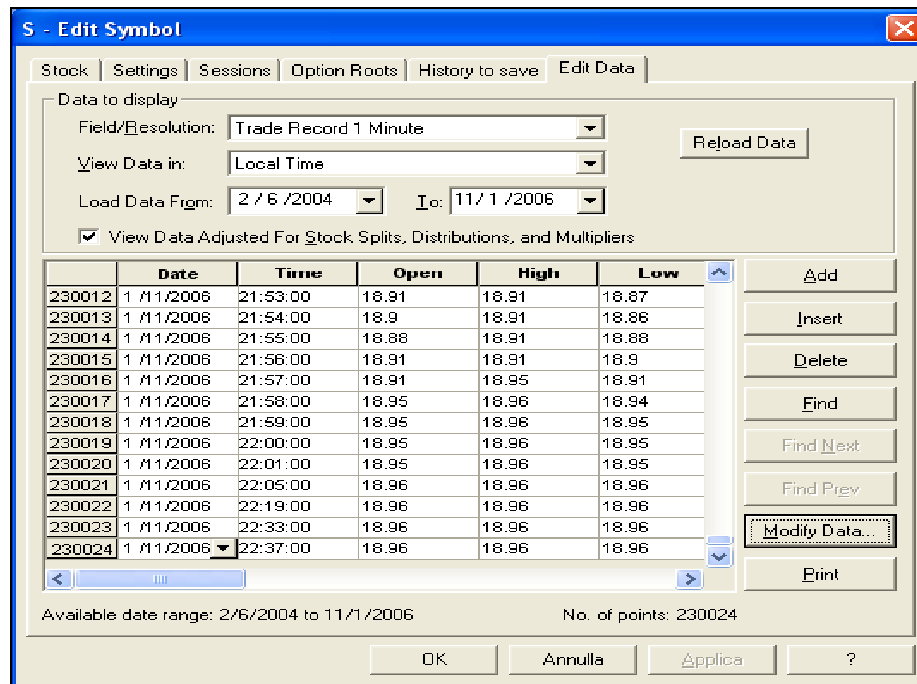 S - Edit Symbol
Stock Settings Sessions Option Roots History to save Edit Data
Data to display
Field/Resolution: Trade Record 1 Minute
Reload Data
View Data in: Local Time
Load Data From: 2 / 6 /2004 To: 11/ 1 /2006
View Data Adjusted For Stock Splits, Distributions, and Multipliers
Date Time Open High Low
230012 1 /11/2006 21:53:00 18.91 18.91 18.87
230013 1 /11/2006 21:54:00 18.9 18.91 18.86
230014 1 /11/2006 21:55:00 18.88 18.91 18.88
230015 1 /11/2006 21:56:00 18.91 18.91 18.9
230016 1 /11/2006 21:57:00 18.91 18.95 18.91
230017 1 /11/2006 21:58:00 18.95 18.96 18.94
230018 1 /11/2006 21:59:00 18.95 18.96 18.95
230019 1 /11/2006 22:00:00 18.95 18.96 18.95
230020 1 /11/2006 22:01:00 18.95 18.96 18.95
230021 1 /11/2006 22:05:00 18.96 18.96 18.96
230022 1 /11/2006 22:19:00 18.96 18.96 18.96
230023 1 /11/2006 22:33:00 18.96 18.96 18.96
230024 1 /11/2006 22:37:00 18.96 18.96 18.96
Add
Insert
Delete
Find
Find Next
Find Prev
Modify Data...
Print
Available date range: 2/6/2004 to 11/1/2006 No. of points: 230024
OK Annulla Applica ?